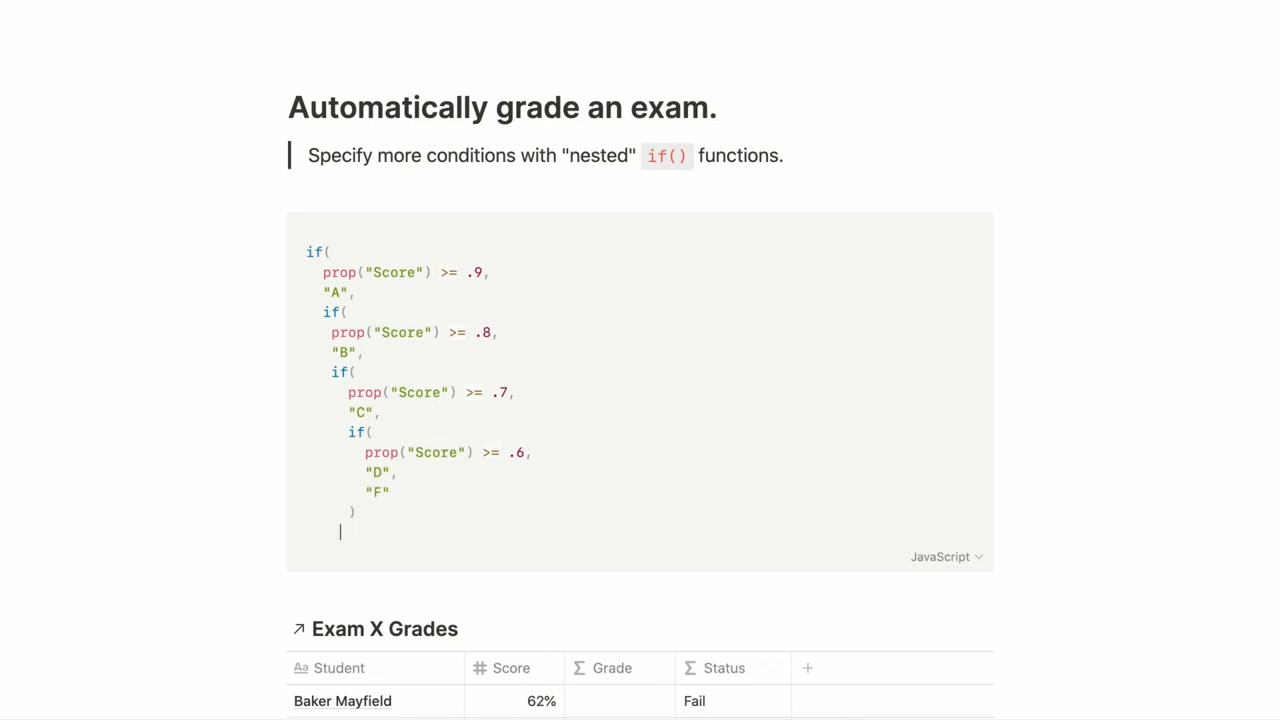 Automatically grade an exam.
Specify more conditions with "nested" if() functions.
if(
  prop("Score") >= .9,
  "A",
  if(
   prop("Score") >= .8,
   "B",
   if(
     prop("Score") >= .7,
     "C",
     if(
       prop("Score") >= .6,
       "D",
       "F"
     )
JavaScript
Exam X Grades
Aa Student Score Σ Grade Σ Status +
Baker Mayfield 62% Fail